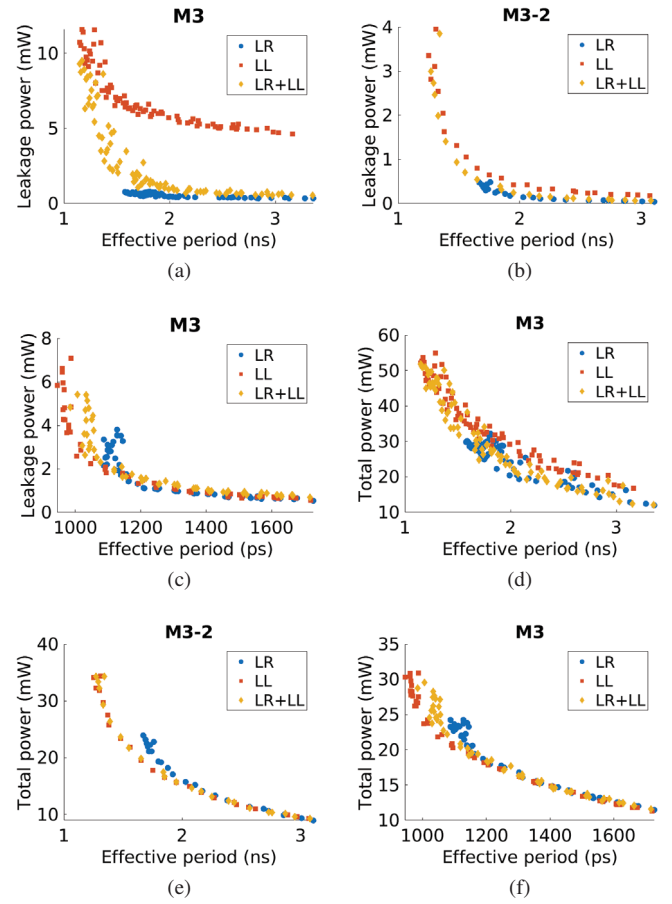 M3
Leakage power (mW)
10
5
0
1
2
3
Effective period (ns)
LR
LL
LR+LL
(a)
M3-2
Leakage power (mW)
4
3
2
1
0
1
2
3
Effective period (ns)
LR
LL
LR+LL
(b)
M3
Leakage power (mW)
8
6
4
2
0
1000
1200
1400
1600
Effective period (ps)
LR
LL
LR+LL
(c)
M3
Total power (mW)
60
50
40
30
20
10
1
2
3
Effective period (ns)
LR
LL
LR+LL
(d)
M3-2
Total power (mW)
40
30
20
10
1
2
3
Effective period (ns)
LR
LL
LR+LL
(e)
M3
Total power (mW)
35
30
25
20
15
10
1000
1200
1400
1600
Effective period (ps)
LR
LL
LR+LL
(f)